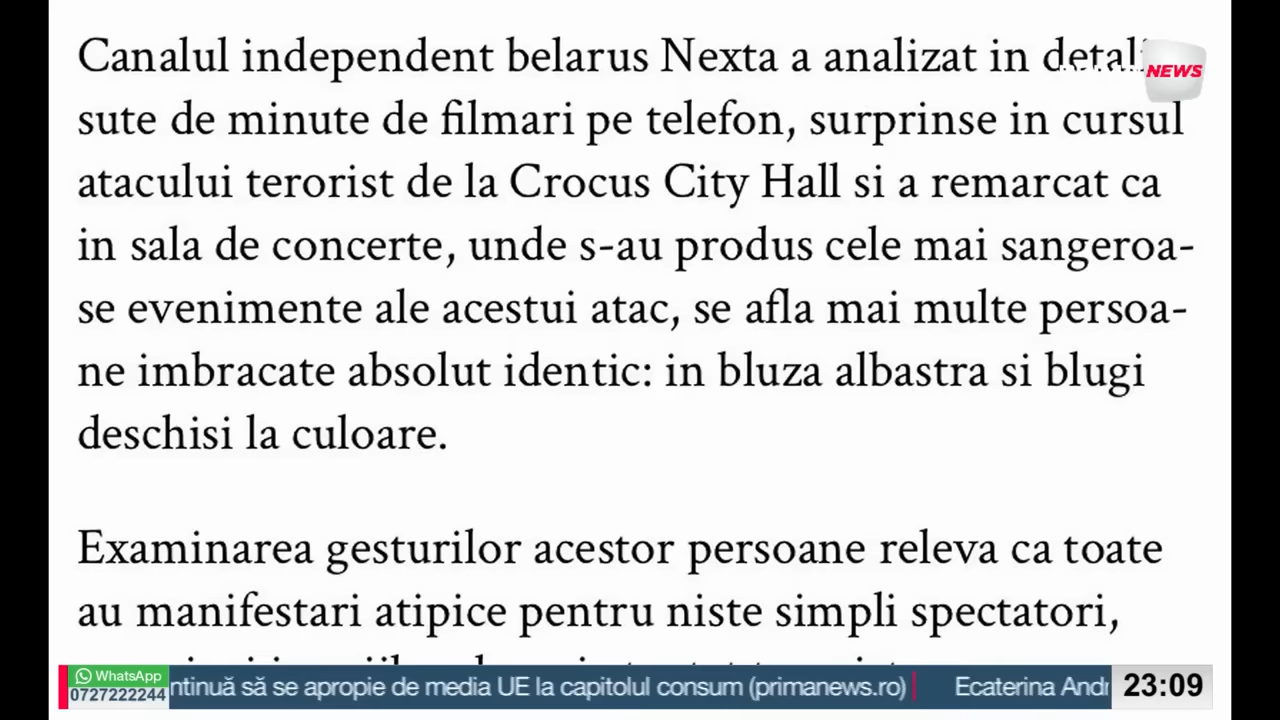 Canalul independent belarus Nexta a analizat in detali
NEWS
sute de minute de filmari pe telefon, surprinse in cursul
atacului terorist de la Crocus City Hall si a remarcat ca
in sala de concerte, unde s-au produs cele mai sangeroa-
se evenimente ale acestui atac, se afla mai multe persoa-
ne imbracate absolut identic: in bluza albastra si blugi
deschisi la culoare.
Examinarea gesturilor acestor persoane releva ca toate
au manifestari atipice pentru niste simpli spectatori,
WhatsApp
0727222244
ntinuă să se apropie de media UE la capitolul consum (primanews.ro) Ecaterina Andr
23:09